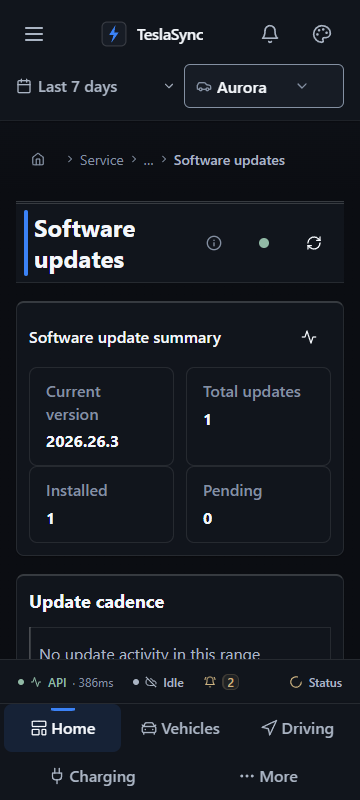 TeslaSync
Last 7 days
Aurora
Service
...
Software updates
Software
updates
Software update summary
Current
version
2026.26.3
Total updates
1
Installed
1
Pending
0
Update cadence
No update activity in this range
API · 386ms
Idle
2
Status
Home
Vehicles
Driving
Charging
More